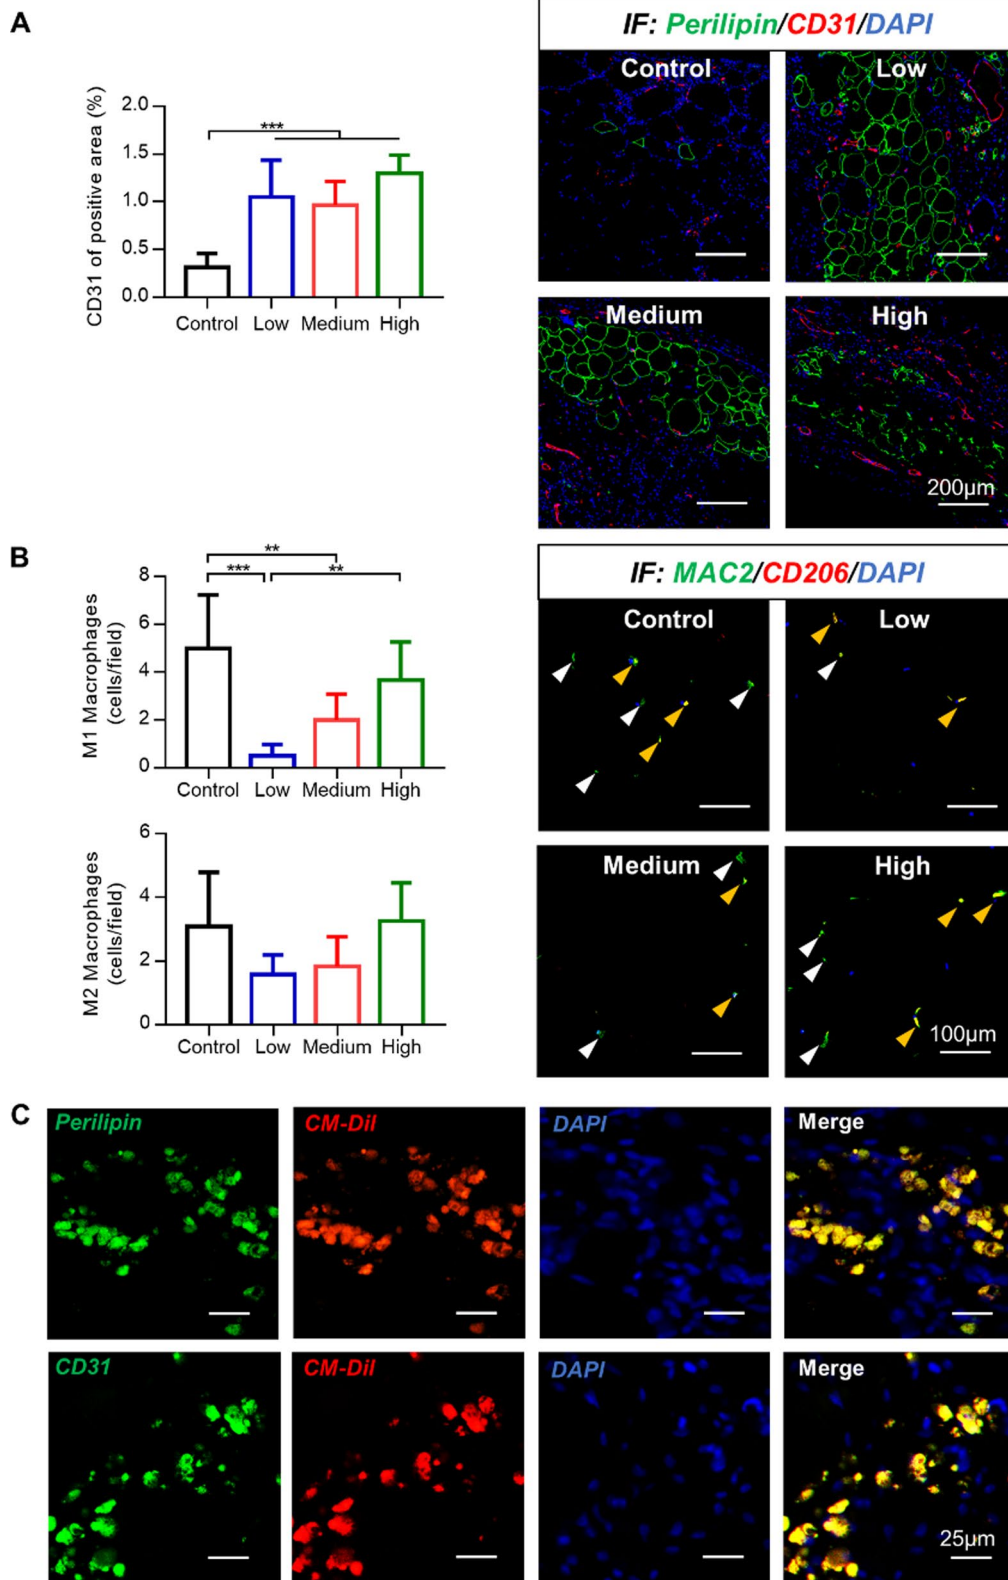 A
IF: Perilipin/CD31/DAPI
CD31 of positive area (%)
2.0
1.5
1.0
0.5
0.0
***
Control
Low
Medium
High
Control
Low
Medium
High
200μm
B
IF: MAC2/CD206/DAPI
M1 Macrophages
(cells/field)
8
6
4
2
0
**
***
**
Control
Low
Medium
High
M2 Macrophages
(cells/field)
6
4
2
0
Control
Low
Medium
High
Control
Low
Medium
High
100μm
C
Perilipin
CM-Dil
DAPI
Merge
CD31
CM-Dil
DAPI
Merge
25μm